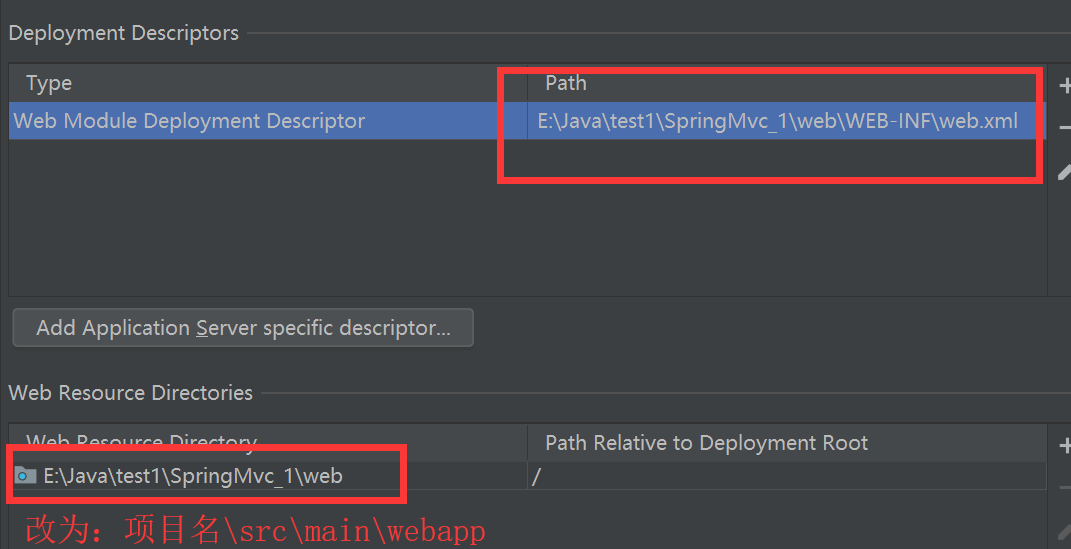 Deployment Descriptors
Type Path
Web Module Deployment Descriptor E:\Java\test1\SpringMvc_1\web\WEB-INF\web.xml
Add Application Server specific descriptor...
Web Resource Directories
Web Resource Directory Path Relative to Deployment Root
E:\Java\test1\SpringMvc_1\web /
改为：项目名\src\main\webapp